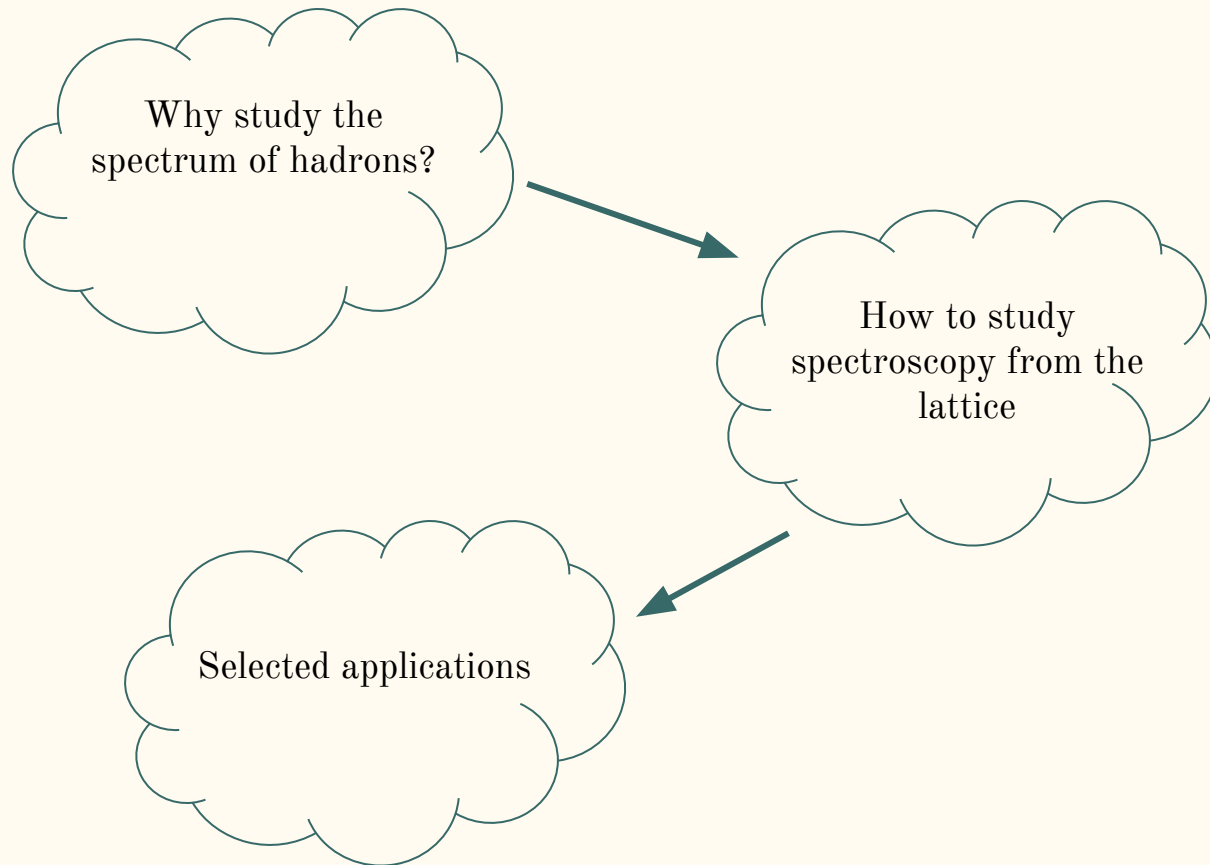 Why study the
spectrum of hadrons?
How to study
spectroscopy from the
lattice
Selected applications